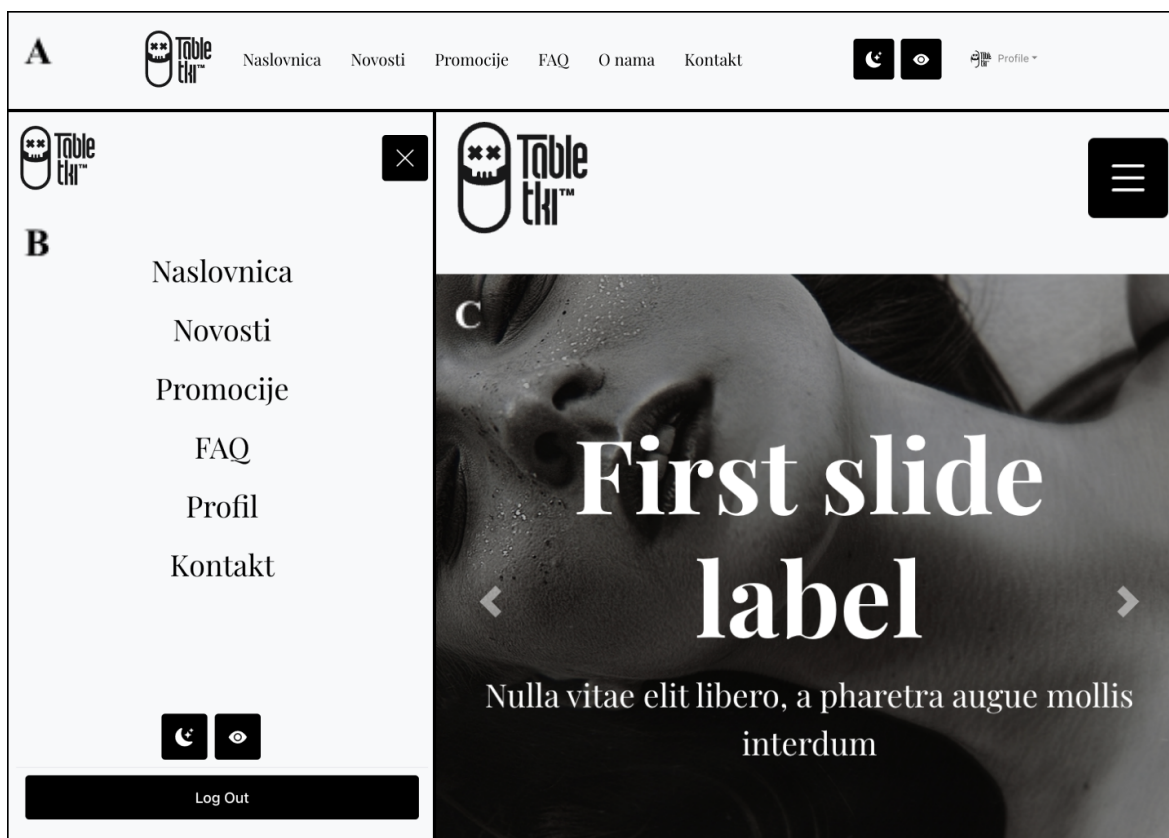 A
Table
tki™
Naslovnica Novosti Promocije FAQ O nama Kontakt
Profile
Table
tki™
B
Naslovnica
Novosti
Promocije
FAQ
Profil
Kontakt
Log Out
Table
tki™
C
First slide
label
Nulla vitae elit libero, a pharetra augue mollis
interdum